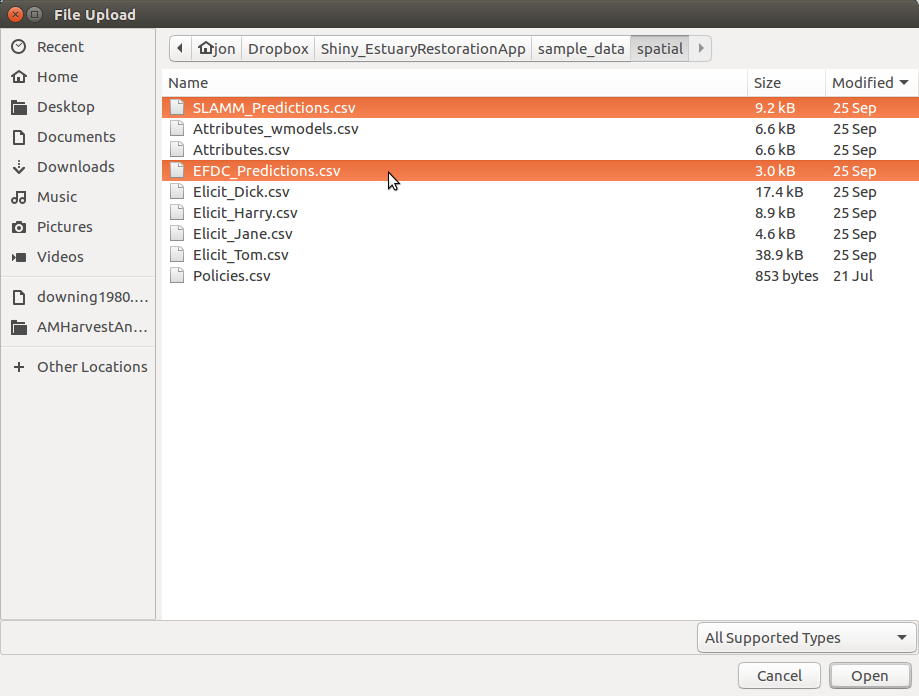 File Upload
Recent
Home
Desktop
Documents
Downloads
Music
Pictures
Videos
downing1980....
AMHarvestAn...
Other Locations
jon Dropbox Shiny_EstuaryRestorationApp sample_data spatial
Name Size Modified
SLAMM_Predictions.csv 9.2 kB 25 Sep
Attributes_wmodels.csv 6.6 kB 25 Sep
Attributes.csv 6.6 kB 25 Sep
EFDC_Predictions.csv 3.0 kB 25 Sep
Elicit_Dick.csv 17.4 kB 25 Sep
Elicit_Harry.csv 8.9 kB 25 Sep
Elicit_Jane.csv 4.6 kB 25 Sep
Elicit_Tom.csv 38.9 kB 25 Sep
Policies.csv 853 bytes 21 Jul
All Supported Types
Cancel Open